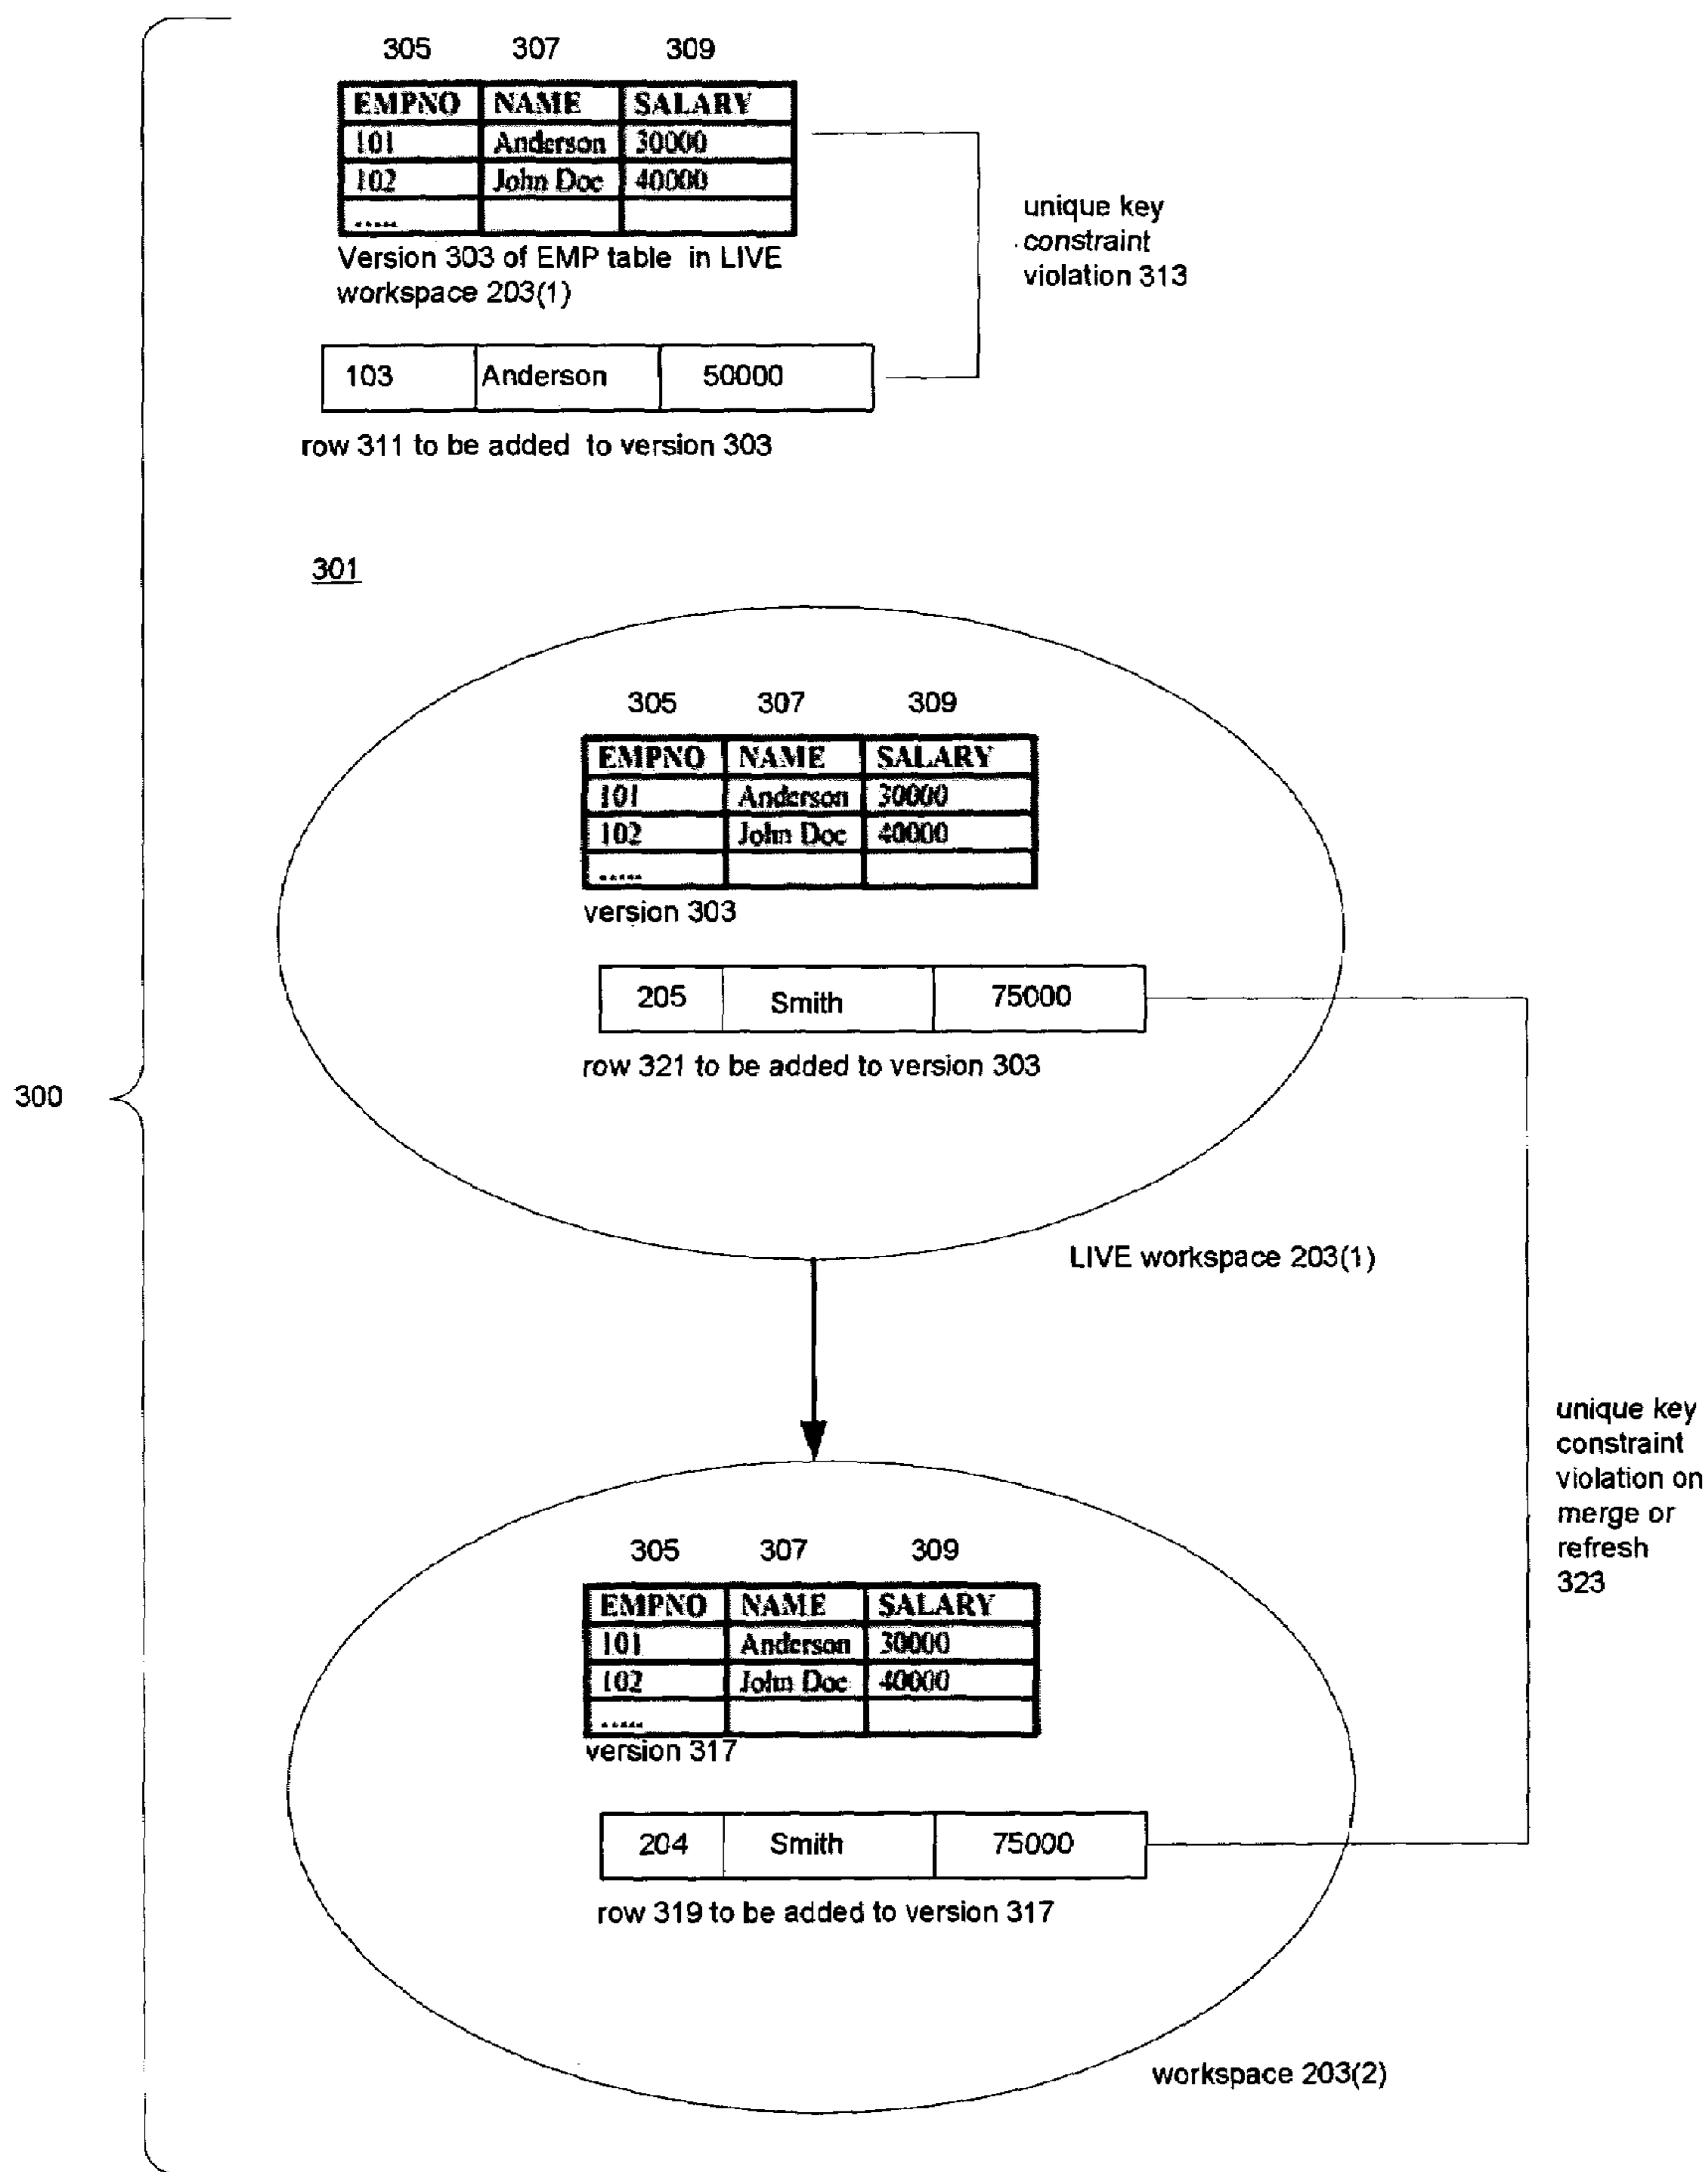 305 307 309
EMPNO NAME SALARY
101 Anderson 30000
102 John Doe 40000
.....
Version 303 of EMP table in LIVE
workspace 203(1)
unique key
constraint
violation 313
103 Anderson 50000
row 311 to be added to version 303
301
305 307 309
EMPNO NAME SALARY
101 Anderson 30000
102 John Doe 40000
.....
version 303
205 Smith 75000
row 321 to be added to version 303
300
LIVE workspace 203(1)
unique key
constraint
violation on
merge or
refresh
323
305 307 309
EMPNO NAME SALARY
101 Anderson 30000
102 John Doe 40000
.....
version 317
204 Smith 75000
row 319 to be added to version 317
workspace 203(2)